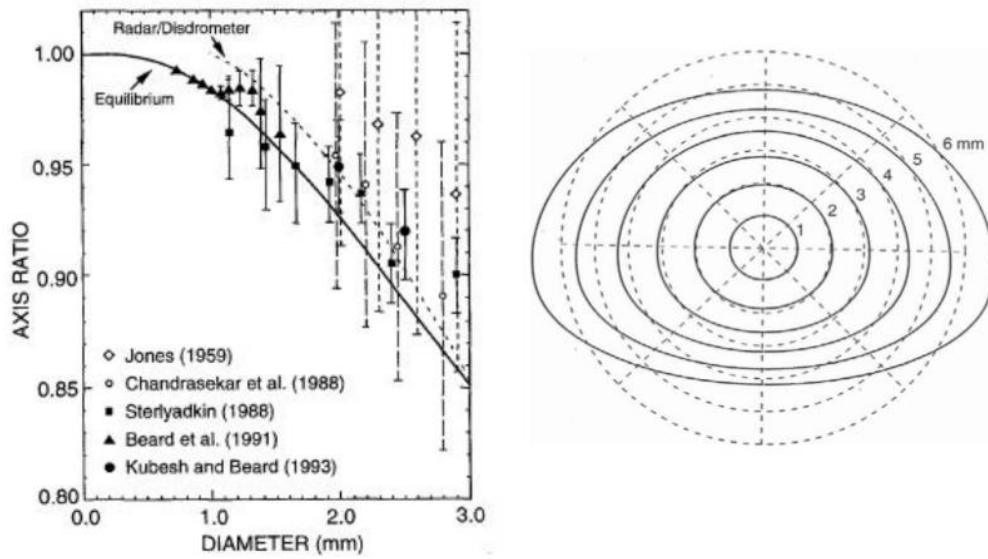 Radar/Disdrometer
1.00
Equilibrium
0.95
0.90
AXIS RATIO
Jones (1959)
Chandrasekar et al. (1988)
0.85
Sterlyadkin (1988)
Beard et al. (1991)
Kubesh and Beard (1993)
0.80
0.0
1.0
2.0
3.0
DIAMETER (mm)
6 mm
5
4
3
2
1